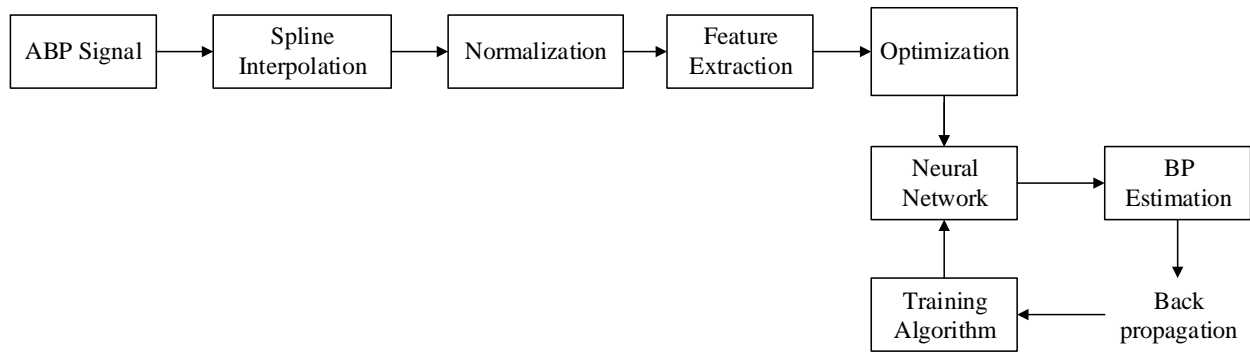 ABP Signal
Spline
Interpolation
Normalization
Feature
Extraction
Optimization
Neural
Network
BP
Estimation
Training
Algorithm
Back
propagation